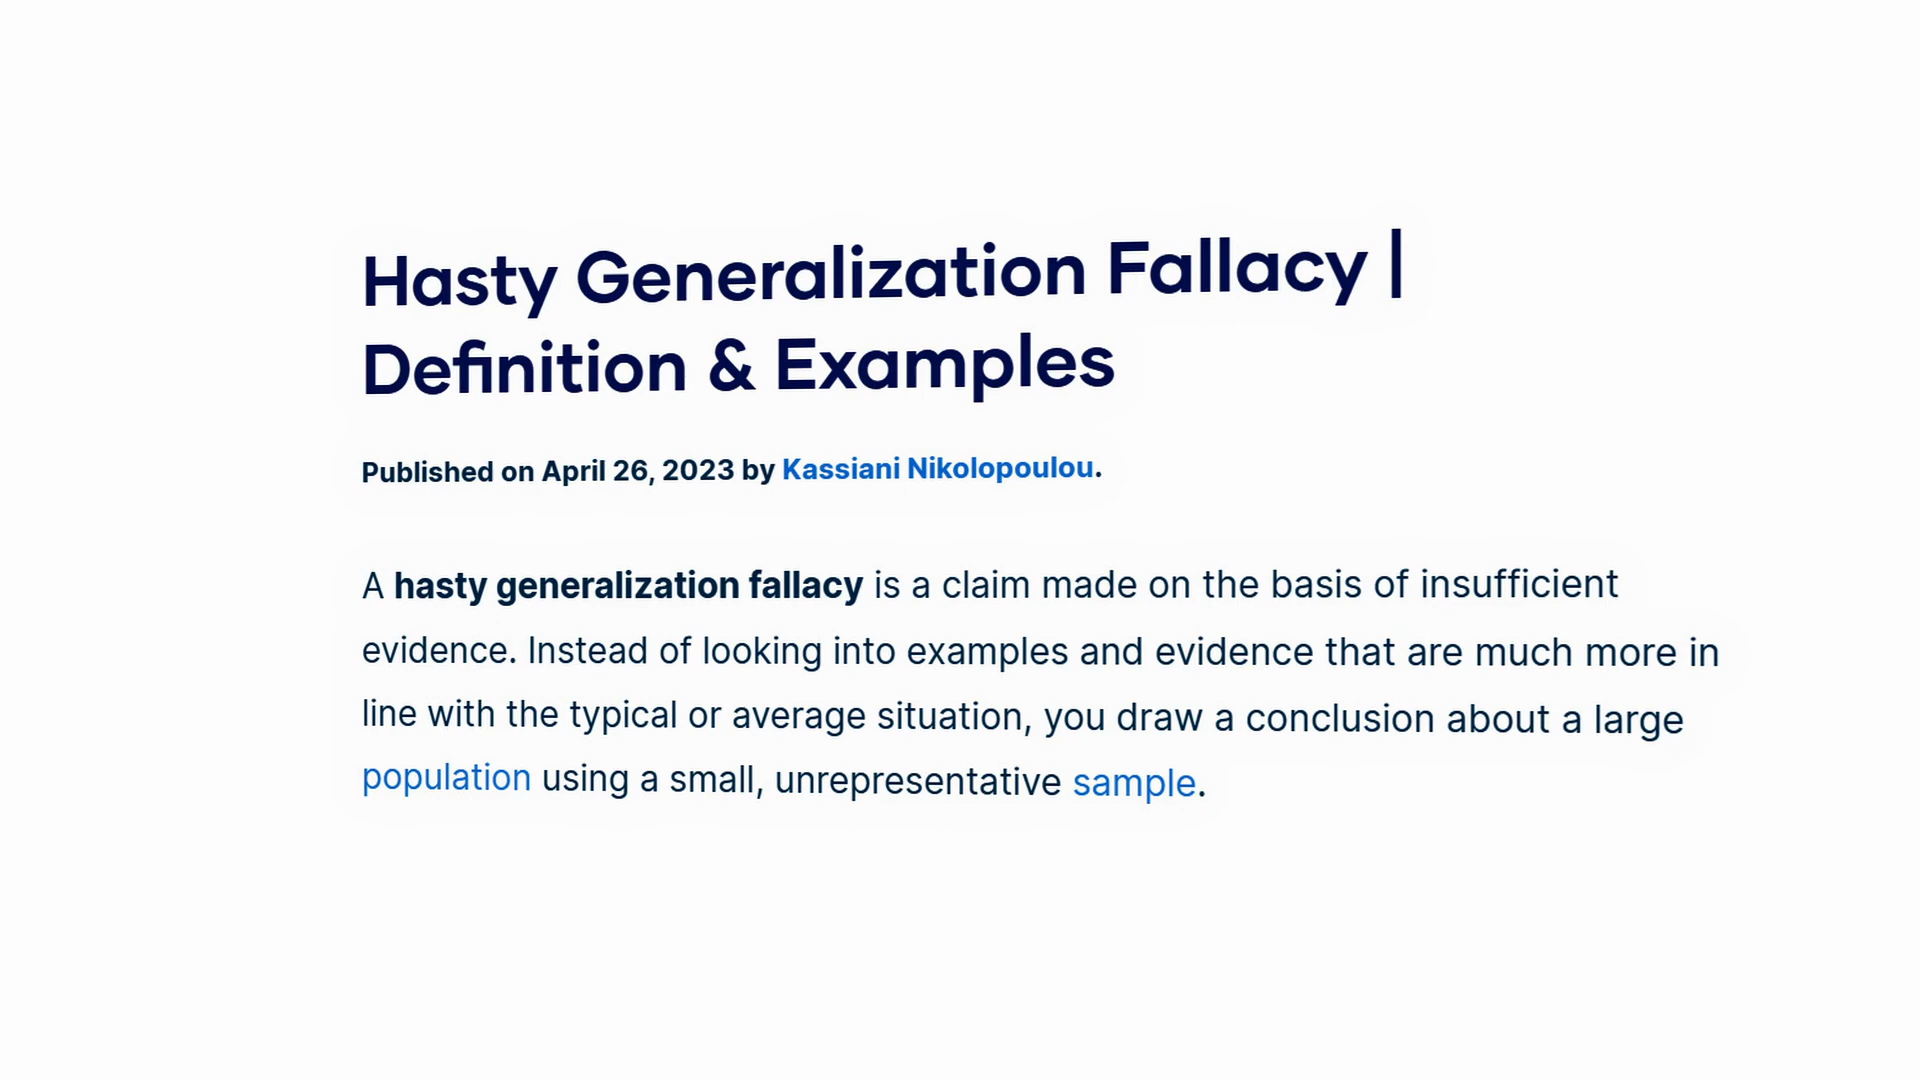 Hasty Generalization Fallacy |
Definition & Examples
Published on April 26, 2023 by Kassiani Nikolopoulou.
A hasty generalization fallacy is a claim made on the basis of insufficient
evidence. Instead of looking into examples and evidence that are much more in
line with the typical or average situation, you draw a conclusion about a large
population using a small, unrepresentative sample.